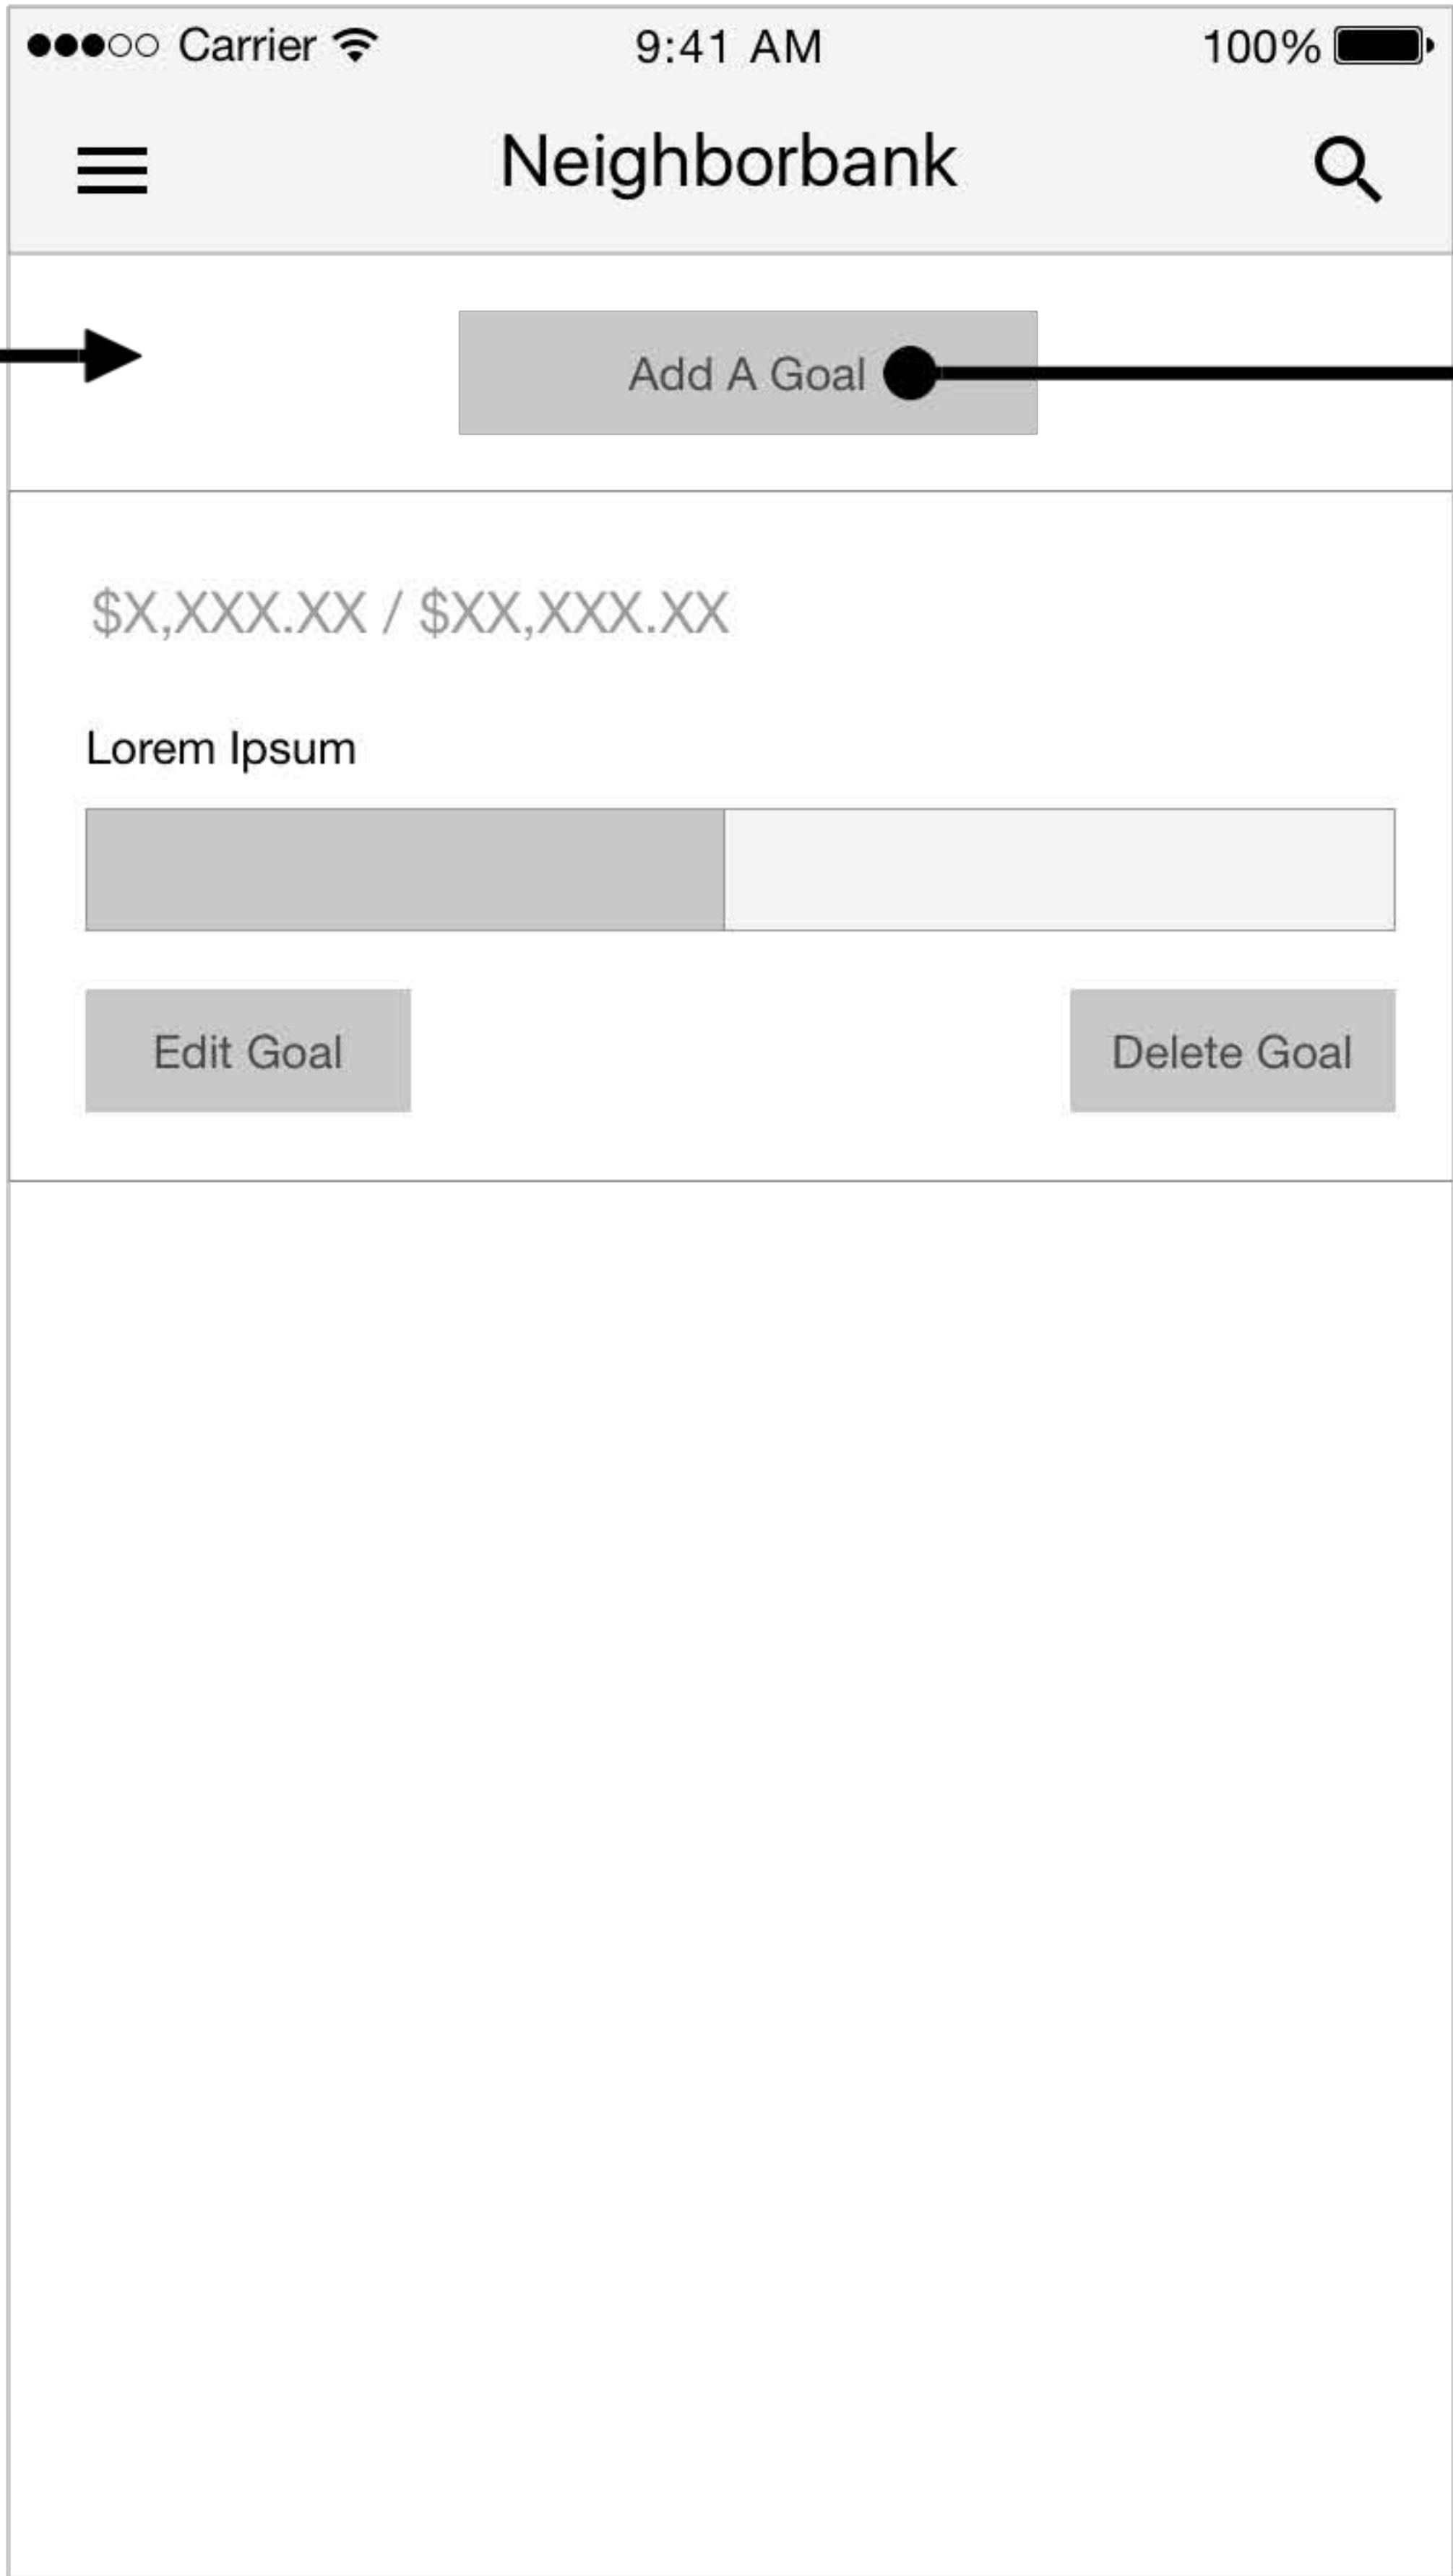 Carrier 9:41 AM 100%
Neighborbank
Add A Goal
$X,XXX.XX / $XX,XXX.XX
Lorem Ipsum
Edit Goal Delete Goal